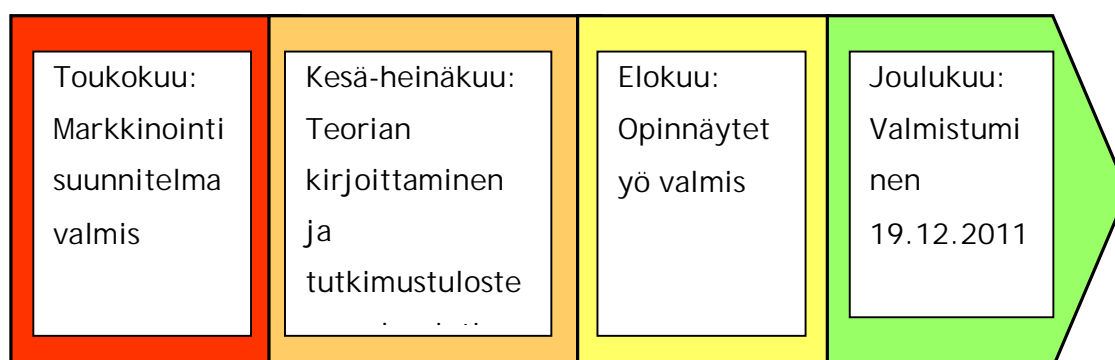 Toukokuu:
Markkinointi
suunnitelma
valmis
Kesä-heinäkuu:
Teorian
kirjoittaminen
ja
tutkimustuloste
Elokuu:
Opinnäytet
yö valmis
Joulukuu:
Valmistumi
nen
19.12.2011